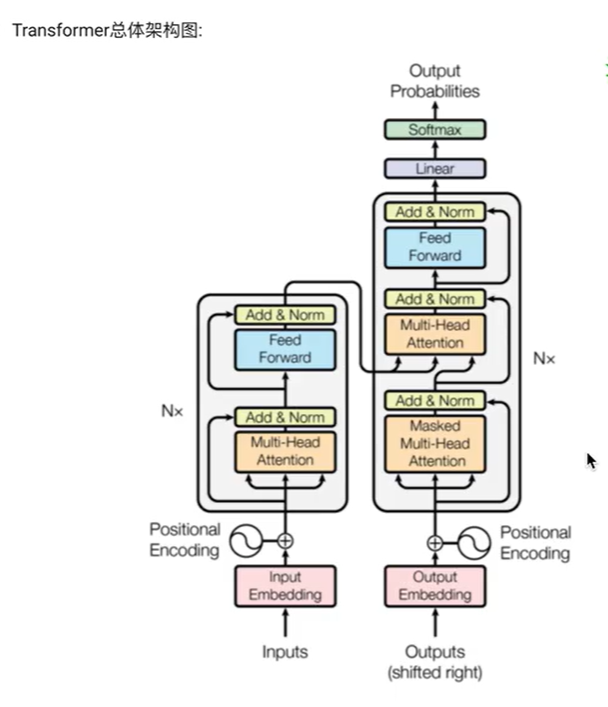 Transformer总体架构图:
Output
Probabilities
Softmax
Linear
Add & Norm
Feed
Forward
Add & Norm
Multi-Head
Attention
Add & Norm
Masked
Multi-Head
Attention
Nx
Add & Norm
Feed
Forward
Add & Norm
Multi-Head
Attention
Nx
Positional
Encoding
Positional
Encoding
Input
Embedding
Output
Embedding
Inputs
Outputs
(shifted right)